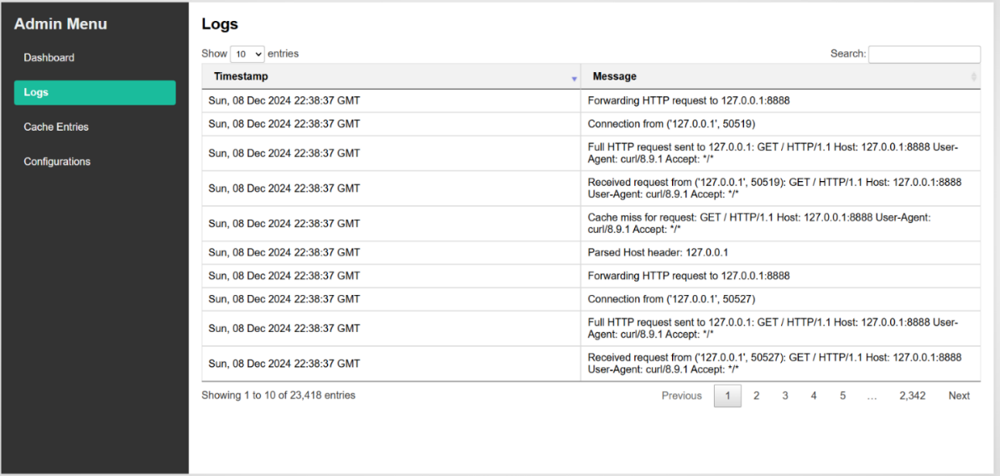 Admin Menu
Dashboard
Logs
Cache Entries
Configurations
Logs
Show 10 entries
Search:
Timestamp Message
Sun, 08 Dec 2024 22:38:37 GMT Forwarding HTTP request to 127.0.0.1:8888
Sun, 08 Dec 2024 22:38:37 GMT Connection from ('127.0.0.1', 50519)
Sun, 08 Dec 2024 22:38:37 GMT Full HTTP request sent to 127.0.0.1: GET / HTTP/1.1 Host: 127.0.0.1:8888 User-
Agent: curl/8.9.1 Accept: */*
Sun, 08 Dec 2024 22:38:37 GMT Received request from ('127.0.0.1', 50519): GET / HTTP/1.1 Host: 127.0.0.1:8888
User-Agent: curl/8.9.1 Accept: */*
Sun, 08 Dec 2024 22:38:37 GMT Cache miss for request: GET / HTTP/1.1 Host: 127.0.0.1:8888 User-Agent:
curl/8.9.1 Accept: */*
Sun, 08 Dec 2024 22:38:37 GMT Parsed Host header: 127.0.0.1
Sun, 08 Dec 2024 22:38:37 GMT Forwarding HTTP request to 127.0.0.1:8888
Sun, 08 Dec 2024 22:38:37 GMT Connection from ('127.0.0.1', 50527)
Sun, 08 Dec 2024 22:38:37 GMT Full HTTP request sent to 127.0.0.1: GET / HTTP/1.1 Host: 127.0.0.1:8888 User-
Agent: curl/8.9.1 Accept: */*
Sun, 08 Dec 2024 22:38:37 GMT Received request from ('127.0.0.1', 50527): GET / HTTP/1.1 Host: 127.0.0.1:8888
User-Agent: curl/8.9.1 Accept: */*
Showing 1 to 10 of 23,418 entries
Previous 1 2 3 4 5 … 2,342 Next